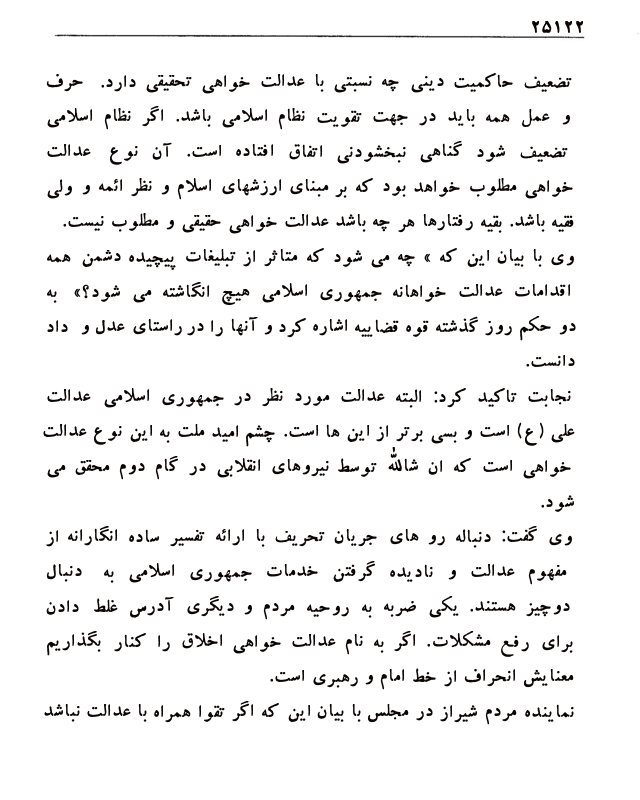 ۲۵۱۲۲
تضعیف حاکمیت دینی چه نسبتی با عدالت خواهی تحقیقی دارد. حرف
و عمل همه باید در جهت تقویت نظام اسلامی باشد. اگر نظام اسلامی
تضعیف شود گناهی نبخشودنی اتفاق افتاده است. آن نوع عدالت
خواهی مطلوب خواهد بود که بر مبنای ارزشهای اسلام و نظر ائمه و ولی
فقیه باشد. بقیه رفتارها هر چه باشد عدالت خواهی حقیقی و مطلوب نیست.
وی با بیان این که » چه می شود که متاثر از تبلیغات پیچیده دشمن همه
اقدامات عدالت خواهانه جمهوری اسلامی هیچ انگاشته می شود؟» به
دو حکم روز گذشته قوه قضاییه اشاره کرد و آنها را در راستای عدل و داد
دانست.
نجابت تاکید کرد: البته عدالت مورد نظر در جمهوری اسلامی عدالت
علی (ع) است و بسی برتر از این ها است. چشم امید ملت به این نوع عدالت
خواهی است که ان شالله توسط نیروهای انقلابی در گام دوم محقق می
شود.
وی گفت: دنباله رو های جریان تحریف با ارائه تفسیر ساده انگارانه از
مفهوم عدالت و نادیده گرفتن خدمات جمهوری اسلامی به دنبال
دوچیز هستند. یکی ضربه به روحیه مردم و دیگری آدرس غلط دادن
برای رفع مشکلات. اگر به نام عدالت خواهی اخلاق را کنار بگذاریم
معنایش انحراف از خط امام و رهبری است.
نماینده مردم شیراز در مجلس با بیان این که اگر تقوا همراه با عدالت نباشد